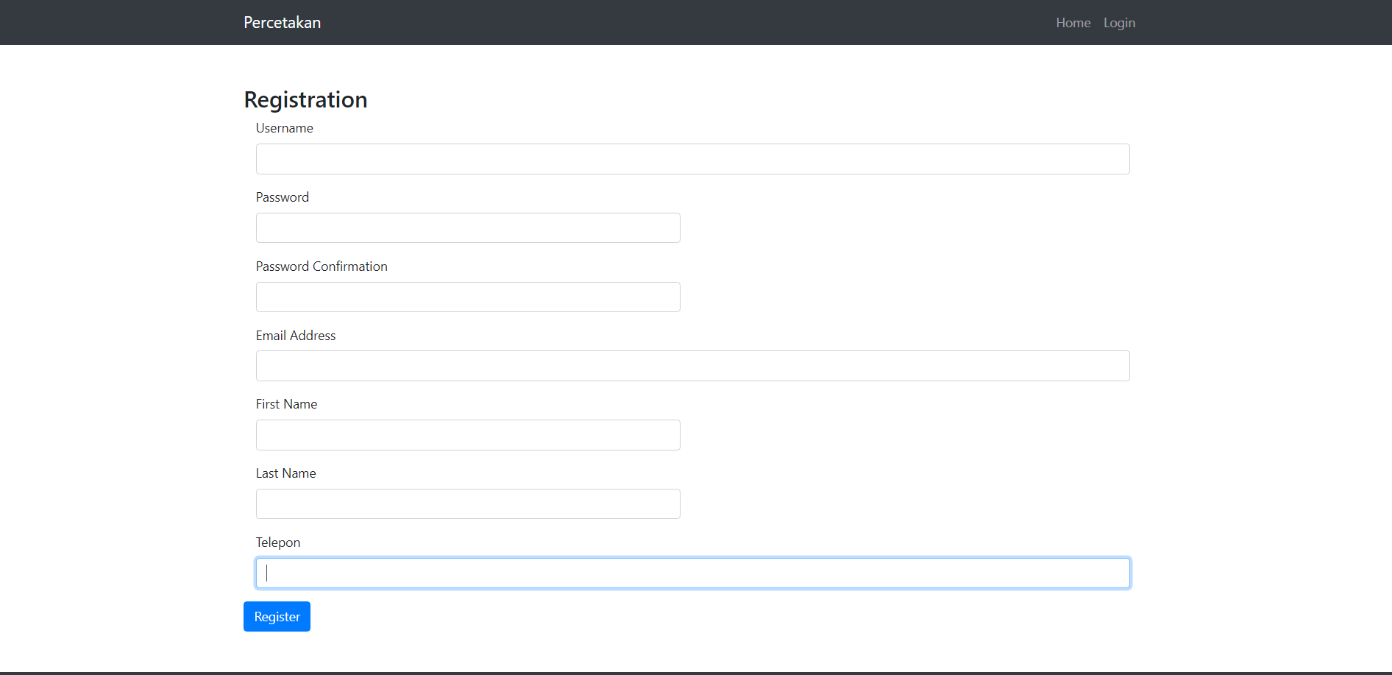 Percetakan Home Login
Registration
Username
Password
Password Confirmation
Email Address
First Name
Last Name
Telepon
Register